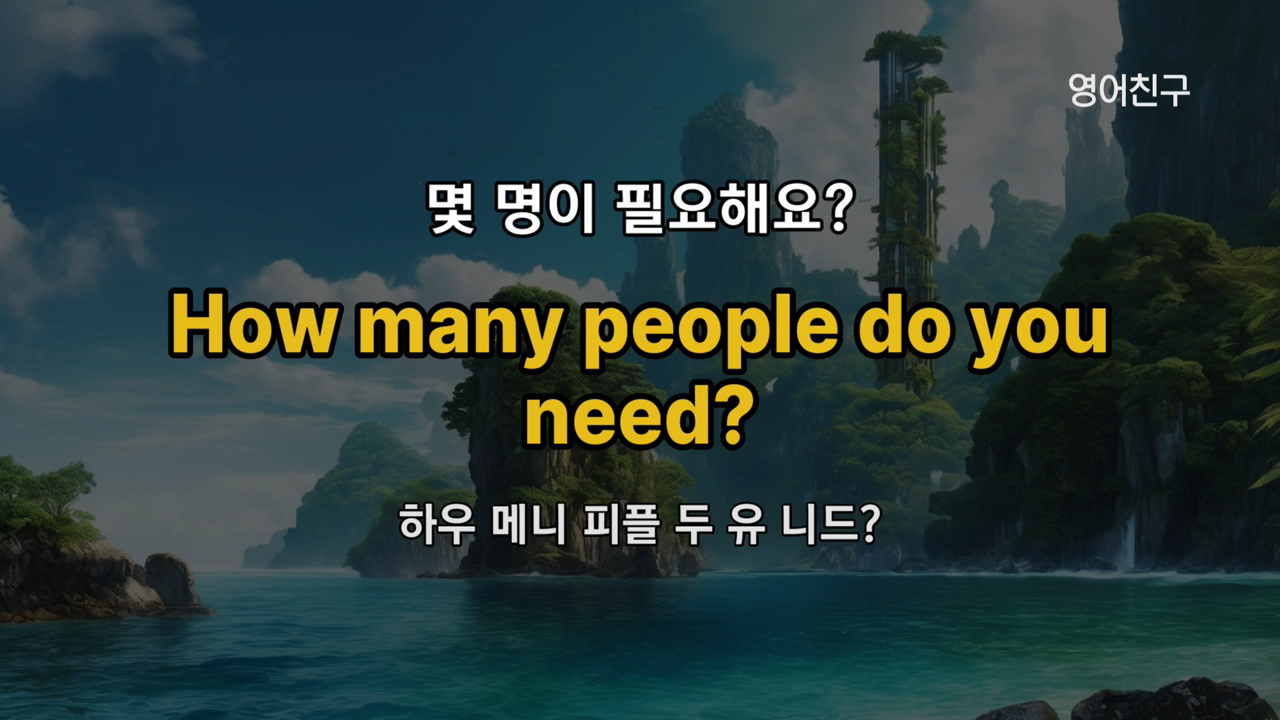 영어친구
몇 명이 필요해요?
How many people do you
need?
하우 메니 피플 두 유 니드?